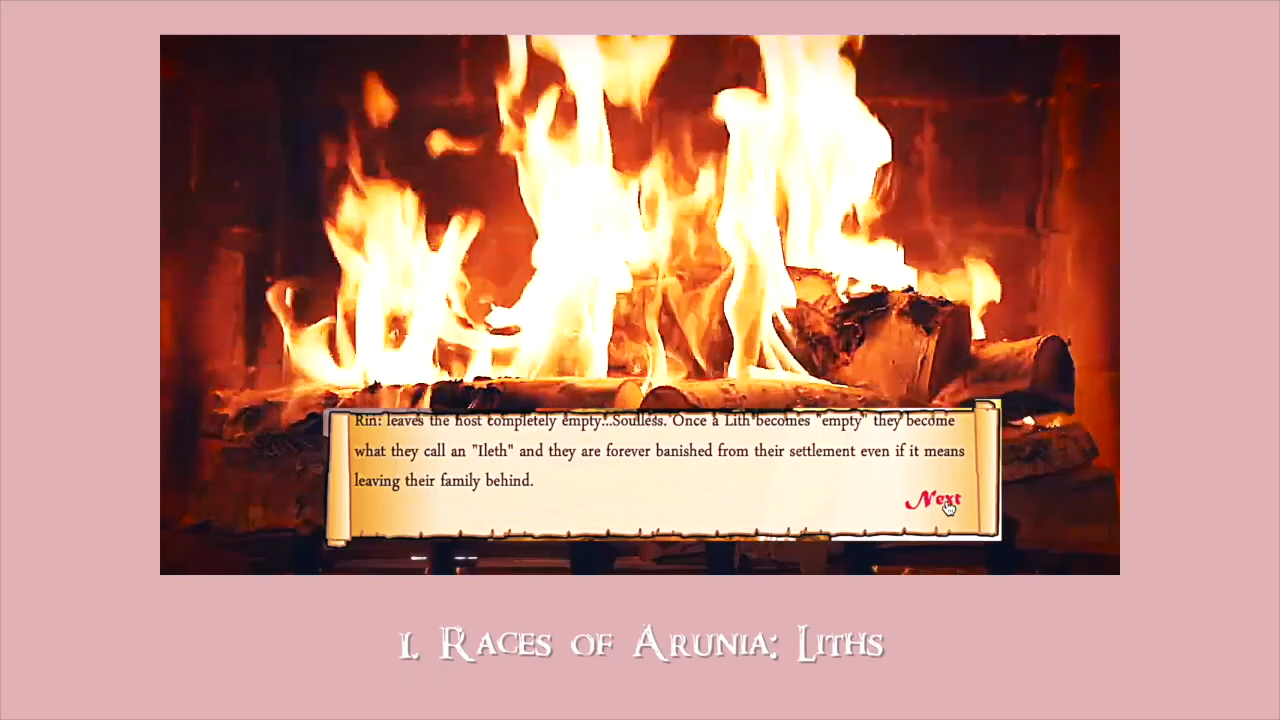 Rin: leaves the host completely empty...Soulless. Once a Lith becomes "empty" they become
what they call an "Ileth" and they are forever banished from their settlement even if it means
leaving their family behind.
Next
1. Races of Arunia: Liths